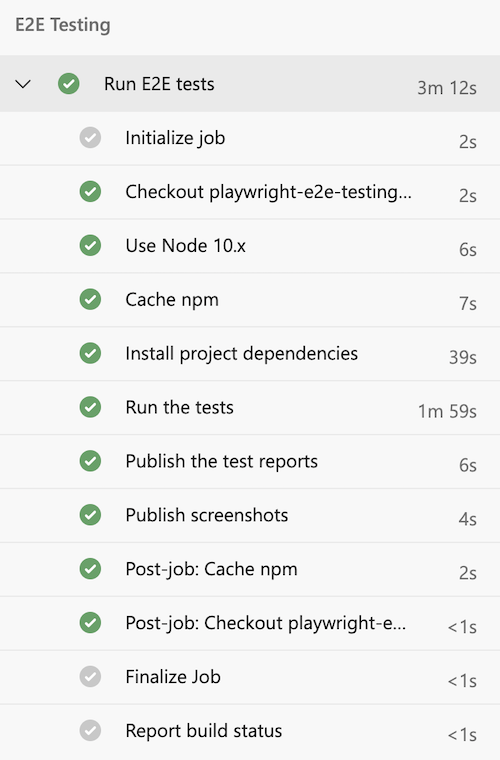 E2E Testing
Run E2E tests 3m 12s
Initialize job 2s
Checkout playwright-e2e-testing... 2s
Use Node 10.x 6s
Cache npm 7s
Install project dependencies 39s
Run the tests 1m 59s
Publish the test reports 6s
Publish screenshots 4s
Post-job: Cache npm 2s
Post-job: Checkout playwright-e... <1s
Finalize Job <1s
Report build status <1s